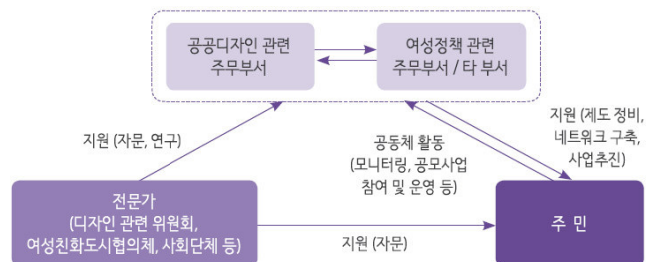 공공디자인 관련
주무부서
여성정책 관련
주무부서 / 타 부서
지원 (자문, 연구)
공동체 활동
(모니터링, 공모사업
참여 및 운영 등)
지원 (제도 정비,
네트워크 구축,
사업추진)
전문가
(디자인 관련 위원회,
여성친화도시협의체, 사회단체 등)
지원 (자문)
주 민